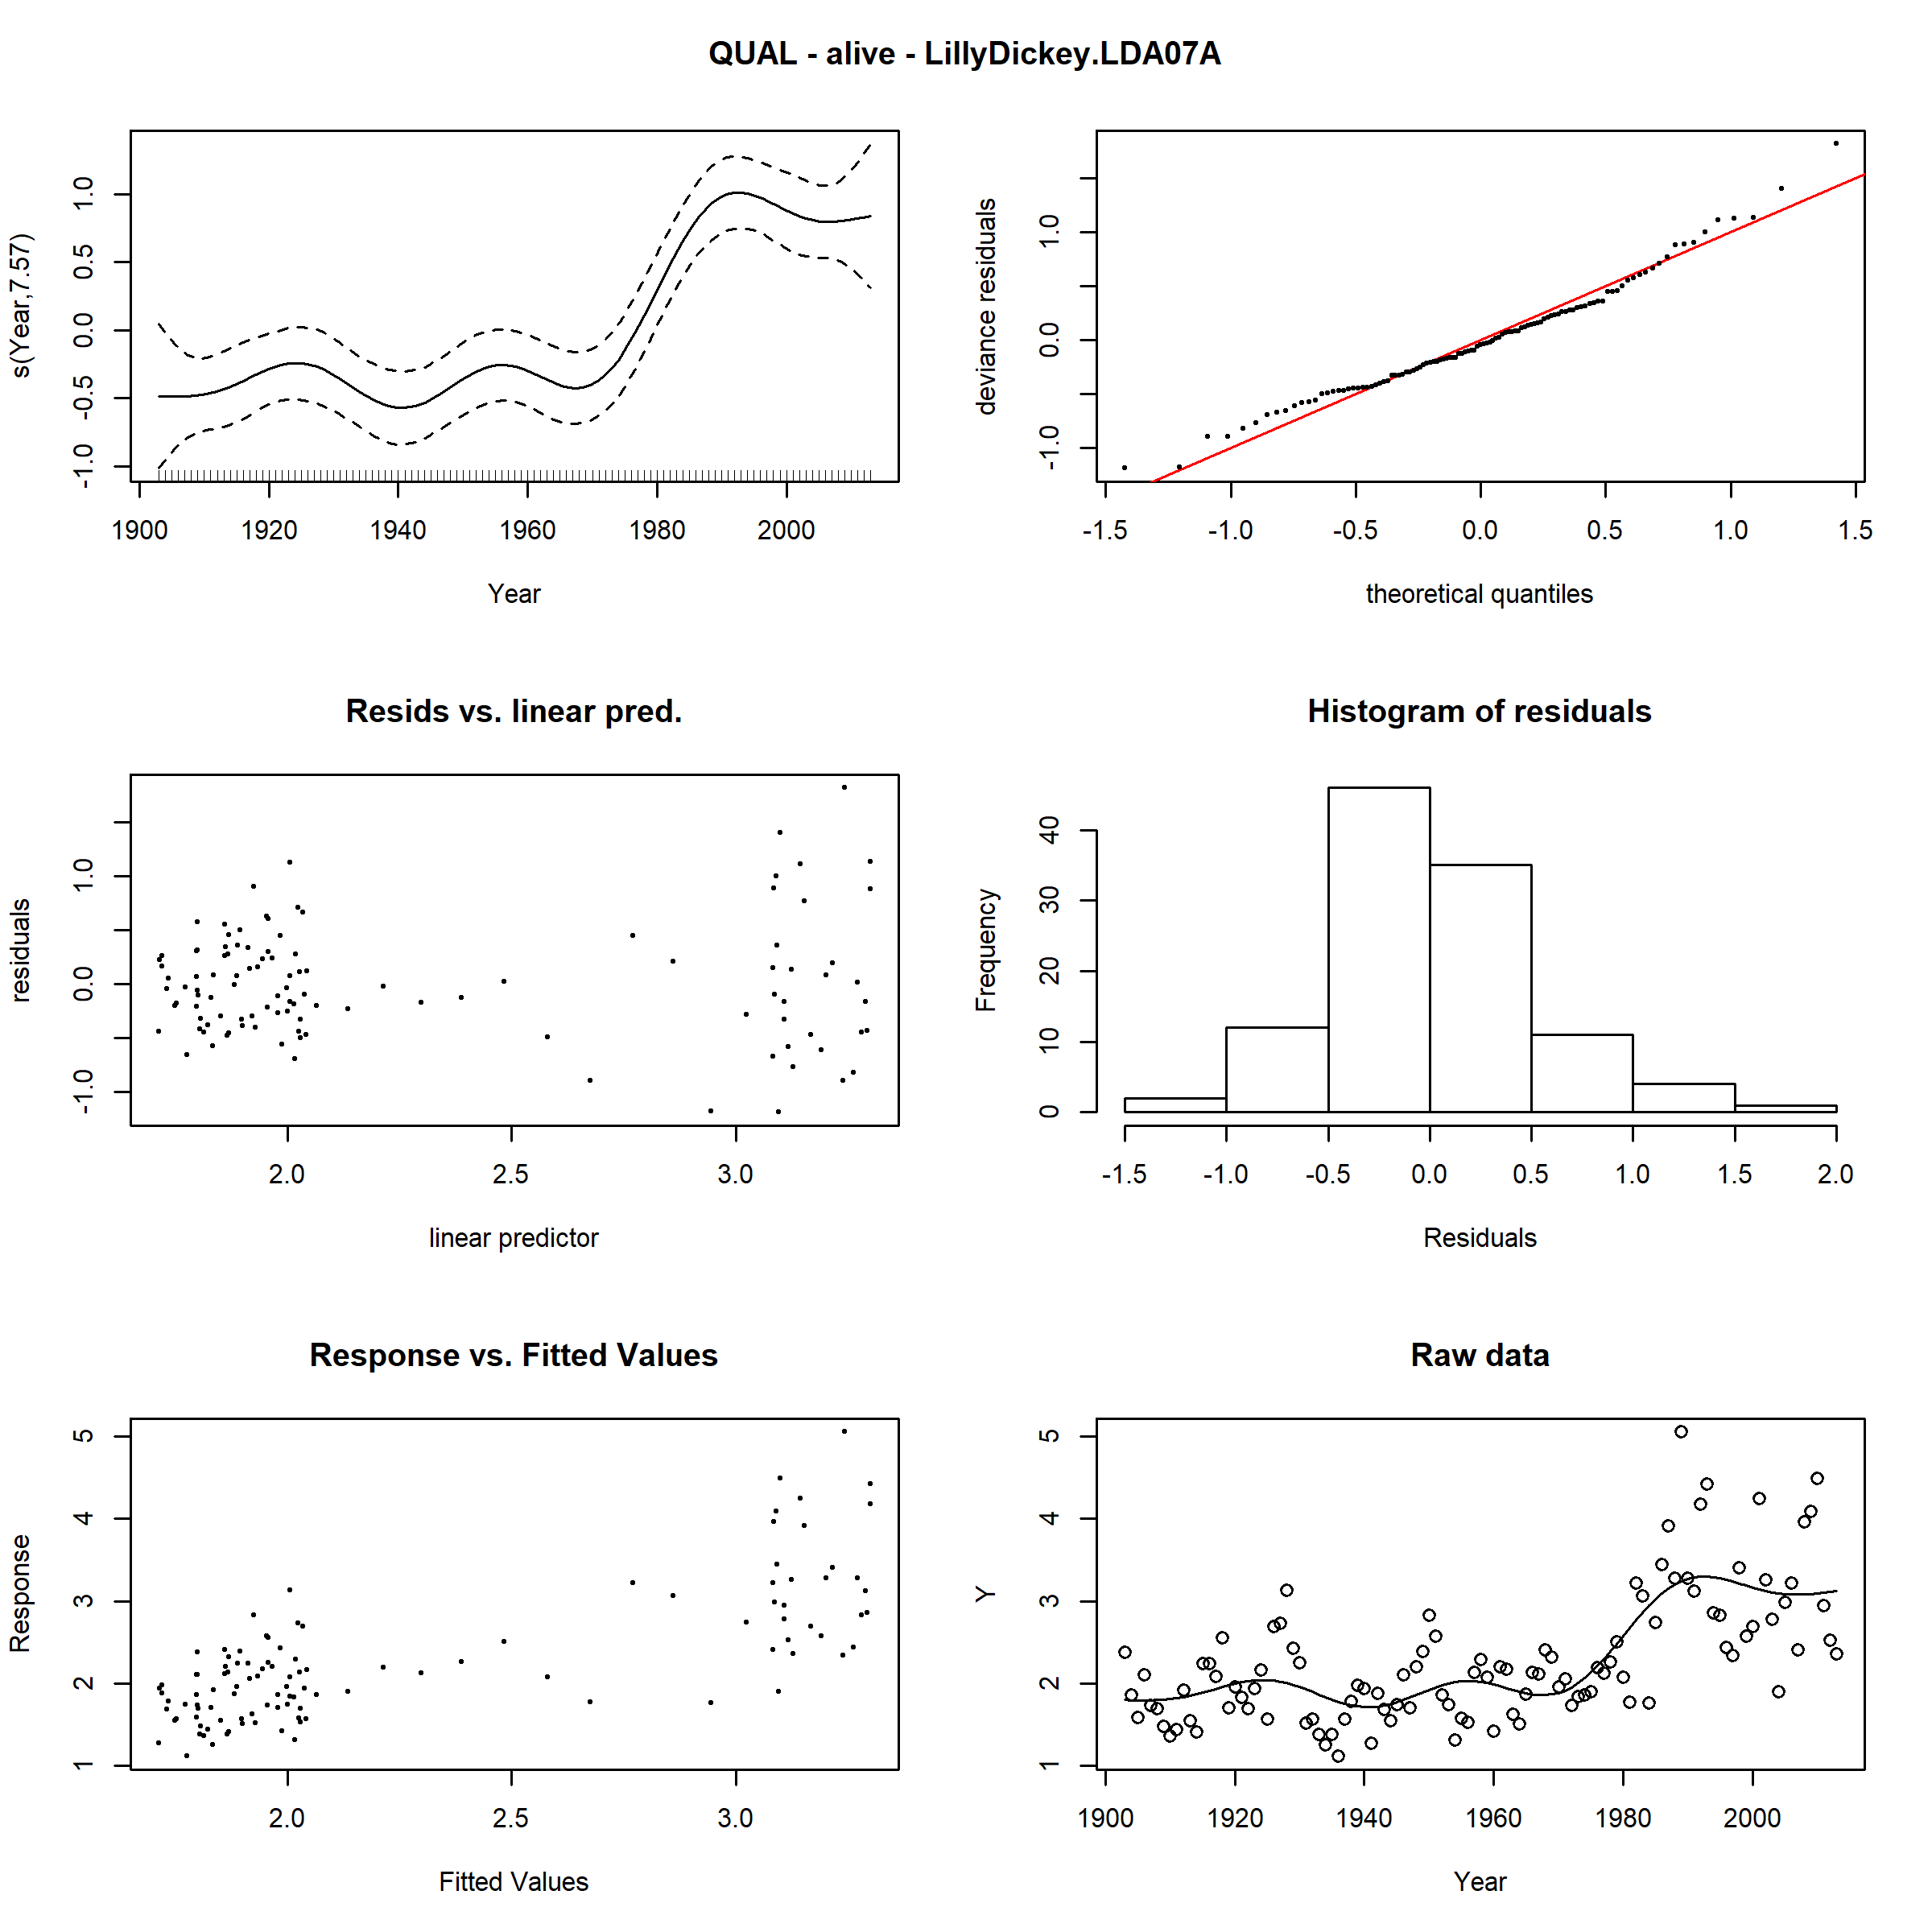 QUAL - alive - LillyDickey.LDA07A
s(Year,7.57)
-1.0 -0.5 0.0 0.5 1.0
1900 1920 1940 1960 1980 2000
Year
deviance residuals
-1.0 0.0 1.0
-1.5 -1.0 -0.5 0.0 0.5 1.0 1.5
theoretical quantiles
Resids vs. linear pred.
residuals
-1.0 0.0 1.0
2.0 2.5 3.0
linear predictor
Histogram of residuals
Frequency
0 10 20 30 40
-1.5 -1.0 -0.5 0.0 0.5 1.0 1.5 2.0
Residuals
Response vs. Fitted Values
Response
1 2 3 4 5
2.0 2.5 3.0
Fitted Values
Raw data
Y
1 2 3 4 5
1900 1920 1940 1960 1980 2000
Year